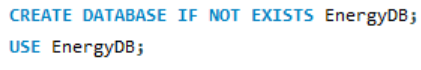 CREATE DATABASE IF NOT EXISTS EnergyDB;
USE EnergyDB;